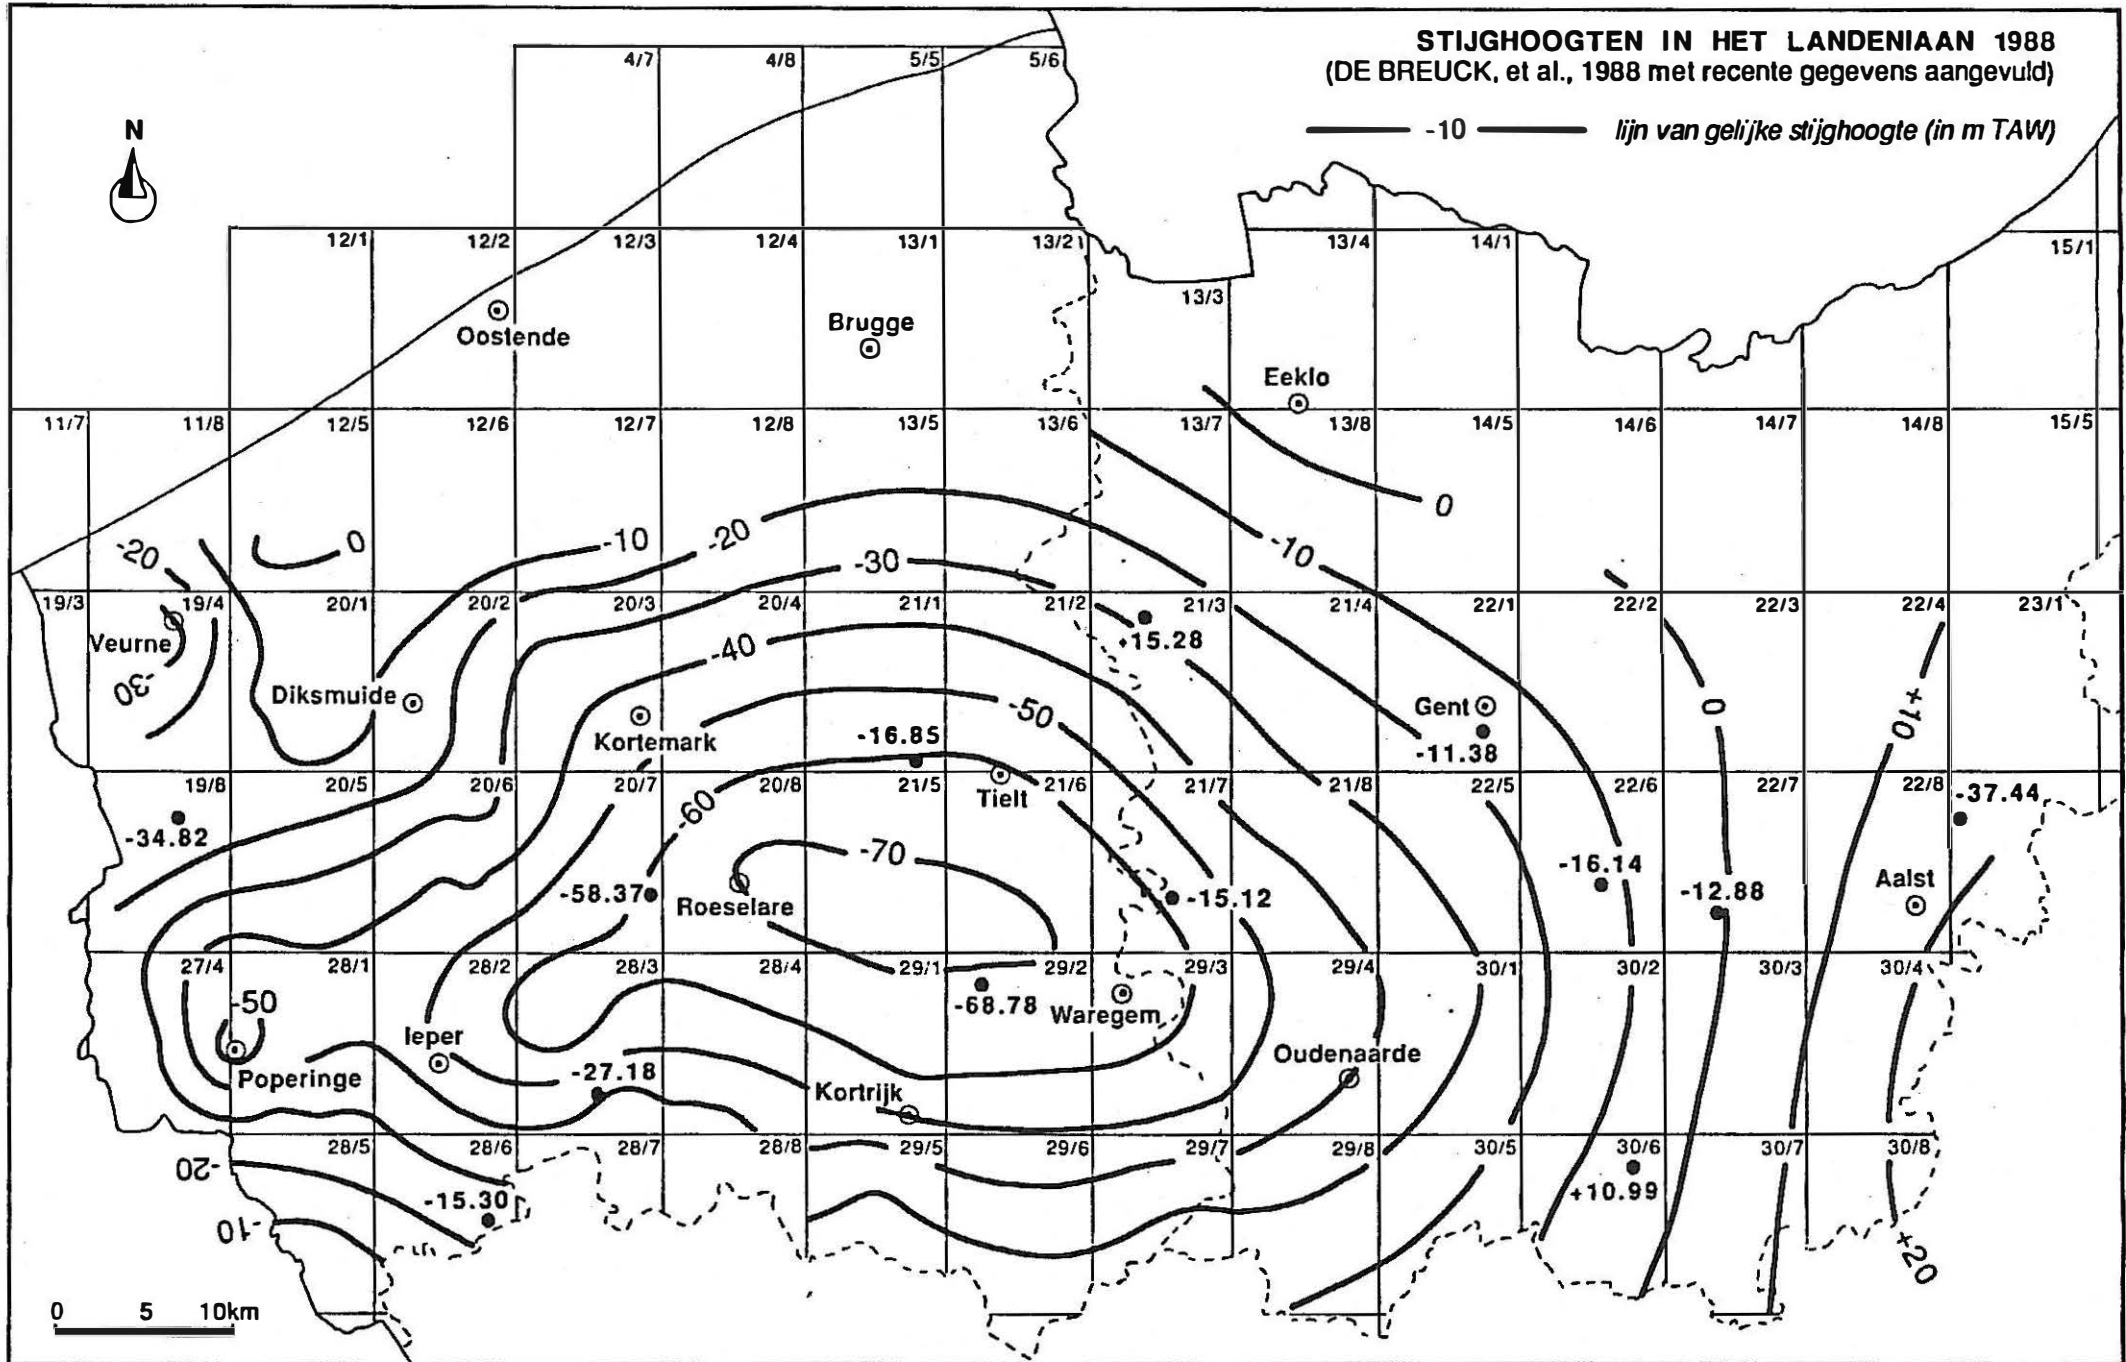 STIJGHOOGTEN IN HET LANDENIAAN 1988
(DE BREUCK, et al., 1988 met recente gegevens aangevuld)
-10 lijn van gelijke stijghoogte (in m TAW)
N
4/7 4/8 5/5 5/6
12/1 12/2 12/3 12/4 13/1 13/2 13/4 14/1 15/1
13/3
Oostende
Brugge
Eeklo
11/7 11/8 12/5 12/6 12/7 12/8 13/5 13/6 13/7 13/8 14/5 14/6 14/7 14/8 15/5
0
-20 0 -10 -20 -30 -10
19/3 19/4 20/1 20/2 20/3 20/4 21/1 21/2 21/3 21/4 22/1 22/2 22/3 22/4 23/1
Veurne
-40
+15.28
-30
Diksmuide
-50
Gent
0
+10
Kortemark
-16.85
-11.38
19/8 20/5 20/6 20/7 20/8 21/5 21/6 21/7 21/8 22/5 22/6 22/7 22/8
Tielt
-37.44
-60
-34.82
-70
-16.14
-58.37
Roeselare
-15.12
-12.88
Aalst
27/4 28/1 28/2 28/3 28/4 29/1 29/2 29/3 29/4 30/1 30/2 30/3 30/4
-50
-68.78
Waregem
Ieper
Oudenaarde
Poperinge
-27.18
Kortrijk
28/5 28/6 28/7 28/8 29/5 29/6 29/7 29/8 30/5 30/6 30/7 30/8
-20
-15.30
+10.99
-10
+20
0 5 10km